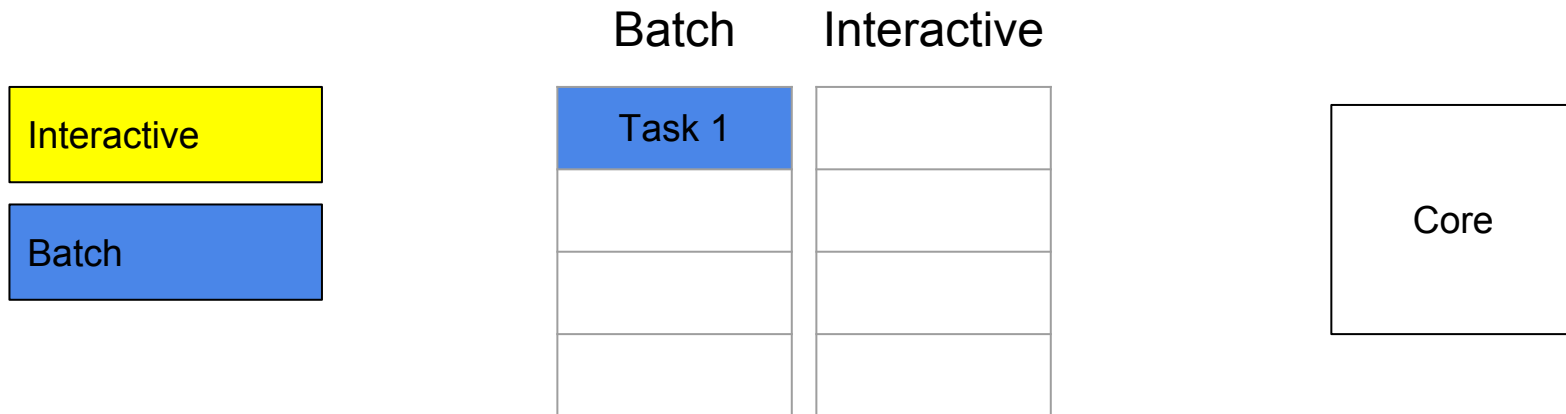 Batch Interactive
Interactive
Task 1
Batch
Core